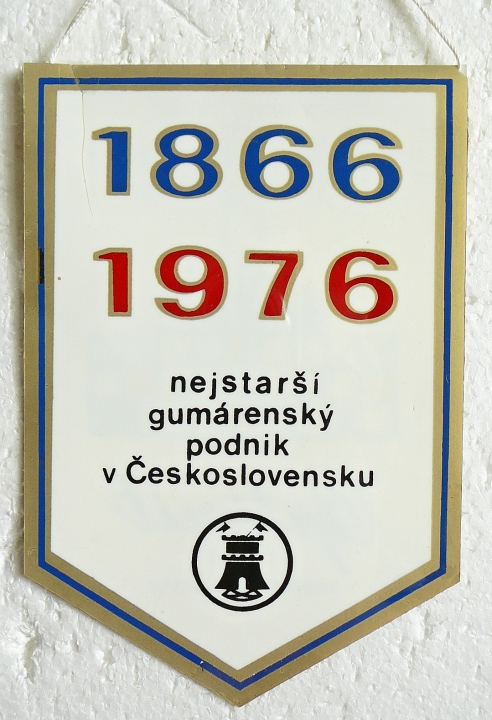 1866
1976
nejstarší
gumárenský
podnik
v Československu